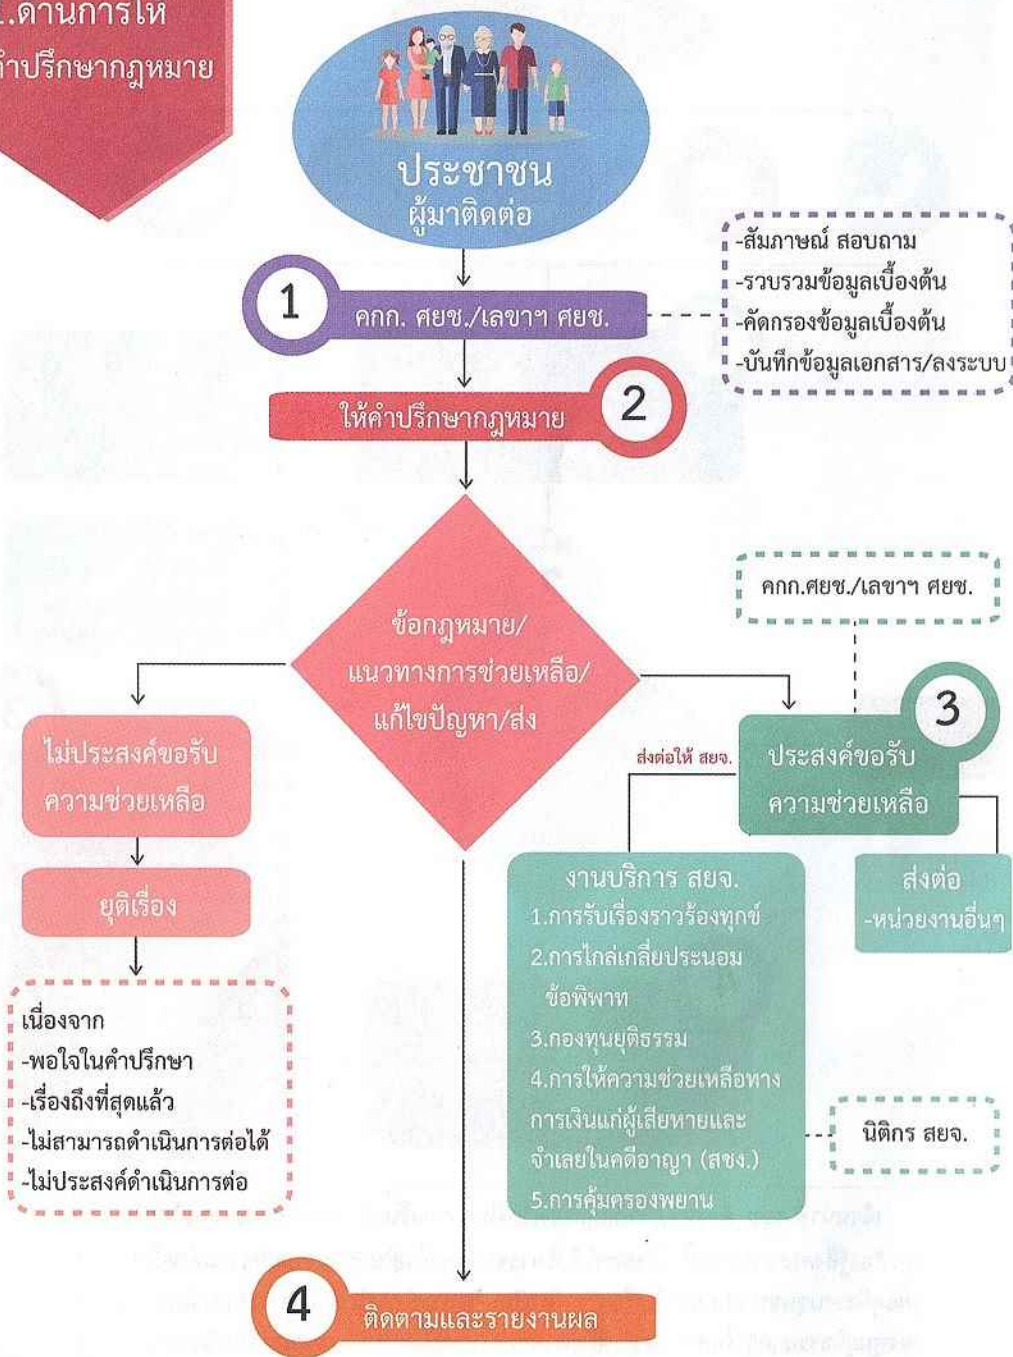 1.ด้านการให้
คำปรึกษากฎหมาย
ประชาชน
ผู้มาติดต่อ
1
คกก. ศยช./เลขาฯ ศยช.
-สัมภาษณ์ สอบถาม
-รวบรวมข้อมูลเบื้องต้น
-คัดกรองข้อมูลเบื้องต้น
-บันทึกข้อมูลเอกสาร/ลงระบบ
ให้คำปรึกษากฎหมาย
2
ข้อกฎหมาย/
แนวทางการช่วยเหลือ/
แก้ไขปัญหา/ส่ง
คกก.ศยช./เลขาฯ ศยช.
3
ประสงค์ขอรับ
ความช่วยเหลือ
ส่งต่อให้ สยจ.
ไม่ประสงค์ขอรับ
ความช่วยเหลือ
ยุติเรื่อง
เนื่องจาก
-พอใจในคำปรึกษา
-เรื่องถึงที่สุดแล้ว
-ไม่สามารถดำเนินการต่อได้
-ไม่ประสงค์ดำเนินการต่อ
งานบริการ สยจ.
1.การรับเรื่องราวร้องทุกข์
2.การไกล่เกลี่ยประนอม
ข้อพิพาท
3.กองทุนยุติธรรม
4.การให้ความช่วยเหลือทาง
การเงินแก่ผู้เสียหายและ
จำเลยในคดีอาญา (สชง.)
5.การคุ้มครองพยาน
ส่งต่อ
-หน่วยงานอื่นๆ
นิติกร สยจ.
4
ติดตามและรายงานผล